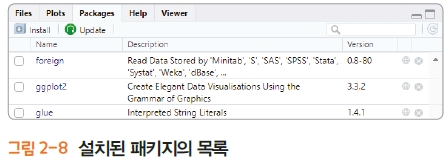 Files Plots Packages Help Viewer
Install Update
Name Description Version
foreign Read Data Stored by 'Minitab', 'S', 'SAS', 'SPSS', 'Stata', 0.8-80
'Systat', 'Weka', 'dBase', ...
ggplot2 Create Elegant Data Visualisations Using the 3.3.2
Grammar of Graphics
glue Interpreted String Literals 1.4.1
그림 2-8 설치된 패키지의 목록